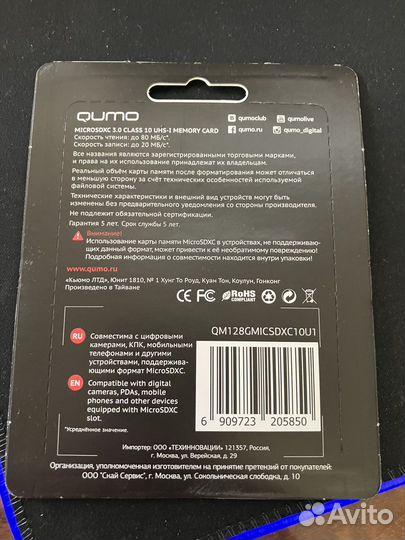 QUMO
qumoclub
qumolive
qumo.ru
qumo_digital
MICROSDXC 3.0 CLASS 10 UHS-I MEMORY CARD
Скорость чтения: до 80 МБ/с*
Скорость записи: до 20 МБ/с*
Все названия являются зарегистрированными торговыми марками,
и права на их использование принадлежат их владельцам.
Реальный объём карты памяти после форматирования может отличаться
в меньшую сторону за счёт технических особенностей используемой
файловой системы.
Технические характеристики и внешний вид устройств могут быть
изменены без предварительного уведомления со стороны производителя.
Не подлежит обязательной сертификации.
Гарантия 5 лет. Срок службы 5 лет.
Внимание!
Использование карты памяти MicroSDXC в устройствах, не поддерживаю-
щих данный формат, может привести к её необратимому повреждению!
Подробная информация о совместимости находится внутри упаковки!
www.qumo.ru
«Кьюмо ЛТД», Юнит 1810, № 1 Хунг То Роуд, Куан Тон, Коулун, Гонконг
Произведено в Тайване
CE FC RoHS COMPLIANT EAC
QM128GMICSDXC10U1
RU Совместима с цифровыми
камерами, КПК, мобильными
телефонами и другими
устройствами, поддержива-
ющими формат MicroSDXC.
EN Compatible with digital
cameras, PDAs, mobile
phones and other devices
equipped with MicroSDXC
slot.
*Усреднённое значение.
6 909723 205850
Импортер: ООО «ТЕХИННОВАЦИИ» 121357, Россия,
г. Москва, ул. Верейская, д. 29
Организация, уполномоченная изготовителем на принятие претензий от покупателей:
ООО "Скай Сервис", г. Москва, ул. Сокольническая слободка, д. 10
Avito